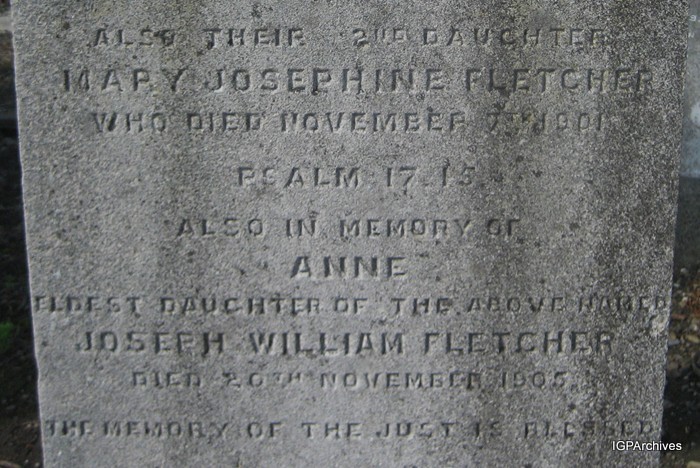 ALSO THEIR 2ND DAUGHTER
MARY JOSEPHINE FLETCHER
WHO DIED NOVEMBER 7TH 1901
PSALM 17.15
ALSO IN MEMORY OF
ANNE
ELDEST DAUGHTER OF THE ABOVE NAMED
JOSEPH WILLIAM FLETCHER
DIED 20TH NOVEMBER 1905
THE MEMORY OF THE JUST IS BLESSED
IGPArchives